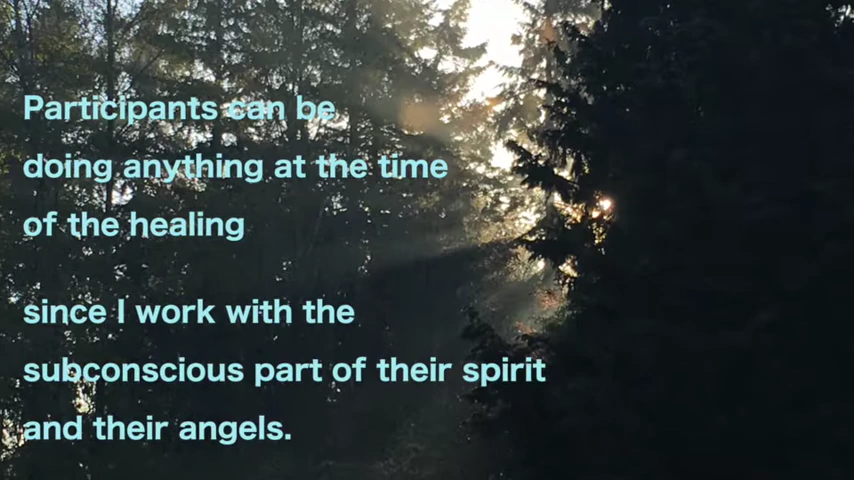 Participants can be
doing anything at the time
of the healing
since I work with the
subconscious part of their spirit
and their angels.